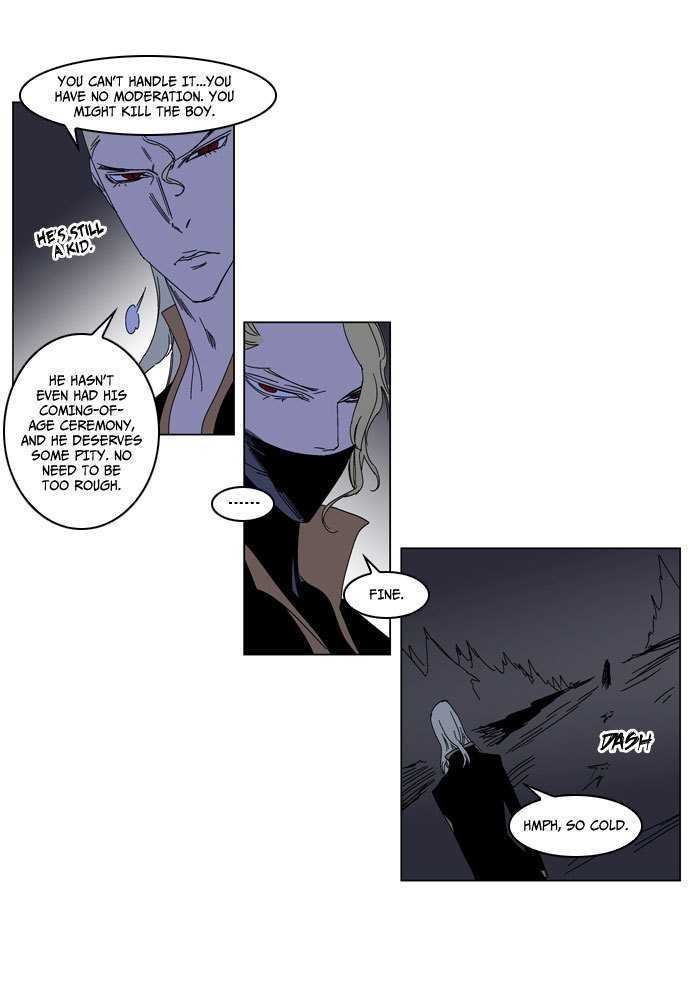 YOU CAN'T HANDLE IT...YOU
HAVE NO MODERATION. YOU
MIGHT KILL THE BOY.
HE'S STILL
A KID.
HE HASN'T
EVEN HAD HIS
COMING-OF-
AGE CEREMONY,
AND HE DESERVES
SOME PITY. NO
NEED TO BE
TOO ROUGH.
------
FINE.
DASH
HMPH, SO COLD.